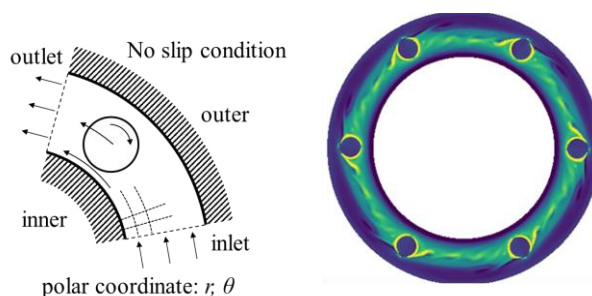 outlet
No slip condition
outer
inner
inlet
polar coordinate: r, θ